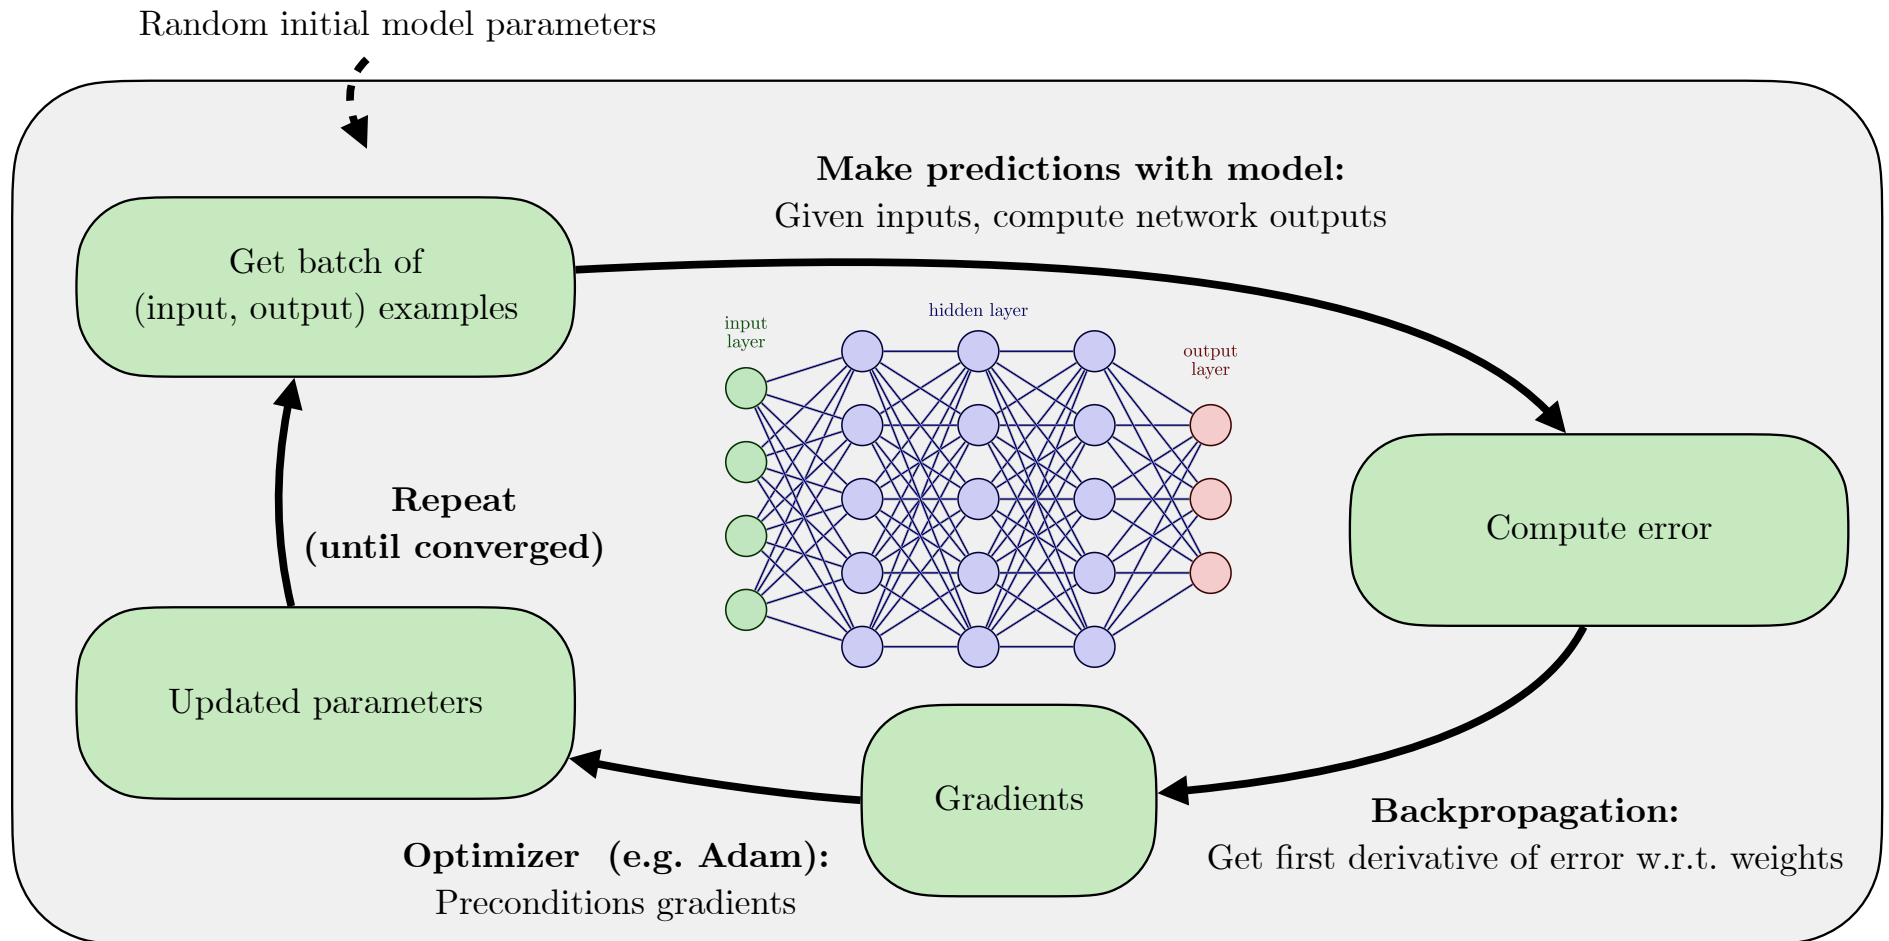 Random initial model parameters
Make predictions with model:
Given inputs, compute network outputs
Get batch of
(input, output) examples
input
layer
hidden layer
output
layer
Repeat
(until converged)
Compute error
Updated parameters
Gradients
Backpropagation:
Get first derivative of error w.r.t. weights
Optimizer (e.g. Adam):
Preconditions gradients